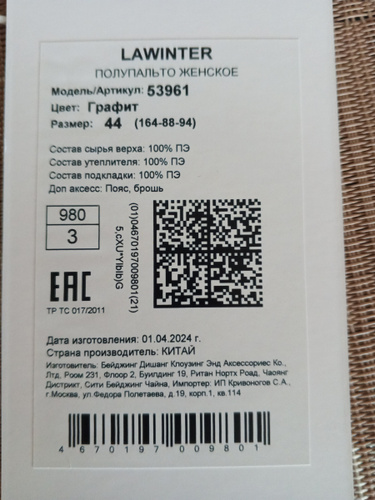 LAWINTER
ПОЛУПАЛЬТО ЖЕНСКОЕ
Модель/Артикул: 53961
Цвет: Графит
Размер: 44 (164-88-94)
Состав сырья верха: 100% ПЭ
Состав утеплителя: 100% ПЭ
Состав подкладки: 100% ПЭ
Доп аксесс: Пояс, брошь
980
3
(01)04670197009801(21)
EAC
ТР ТС 017/2011
Дата изготовления: 01.04.2024 г.
Страна производитель: КИТАЙ
Изготовитель: Бейджинг Дишанг Клоузинг Энд Аксессориес Ко.,
Лтд. Роом 231, Флоор 2, Буилдинг 19, Ритан Нортх Роад, Чаоянг
Дистрикт, Сити Бейджинг Чайна, Импортер: ИП Кривоногов С.А.,
г.Москва, ул.Федора Полетаева, д.19, корп.1, кв.114
4 670197 009801